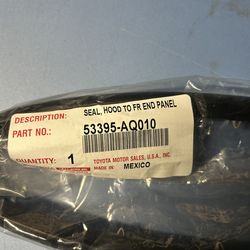 DESCRIPTION:
SEAL, HOOD TO FR END PANEL
PART NO.:
53395-AQ010
QUANTITY: 1
TOYOTA MOTOR SALES, U.S.A., INC.
MADE IN MEXICO